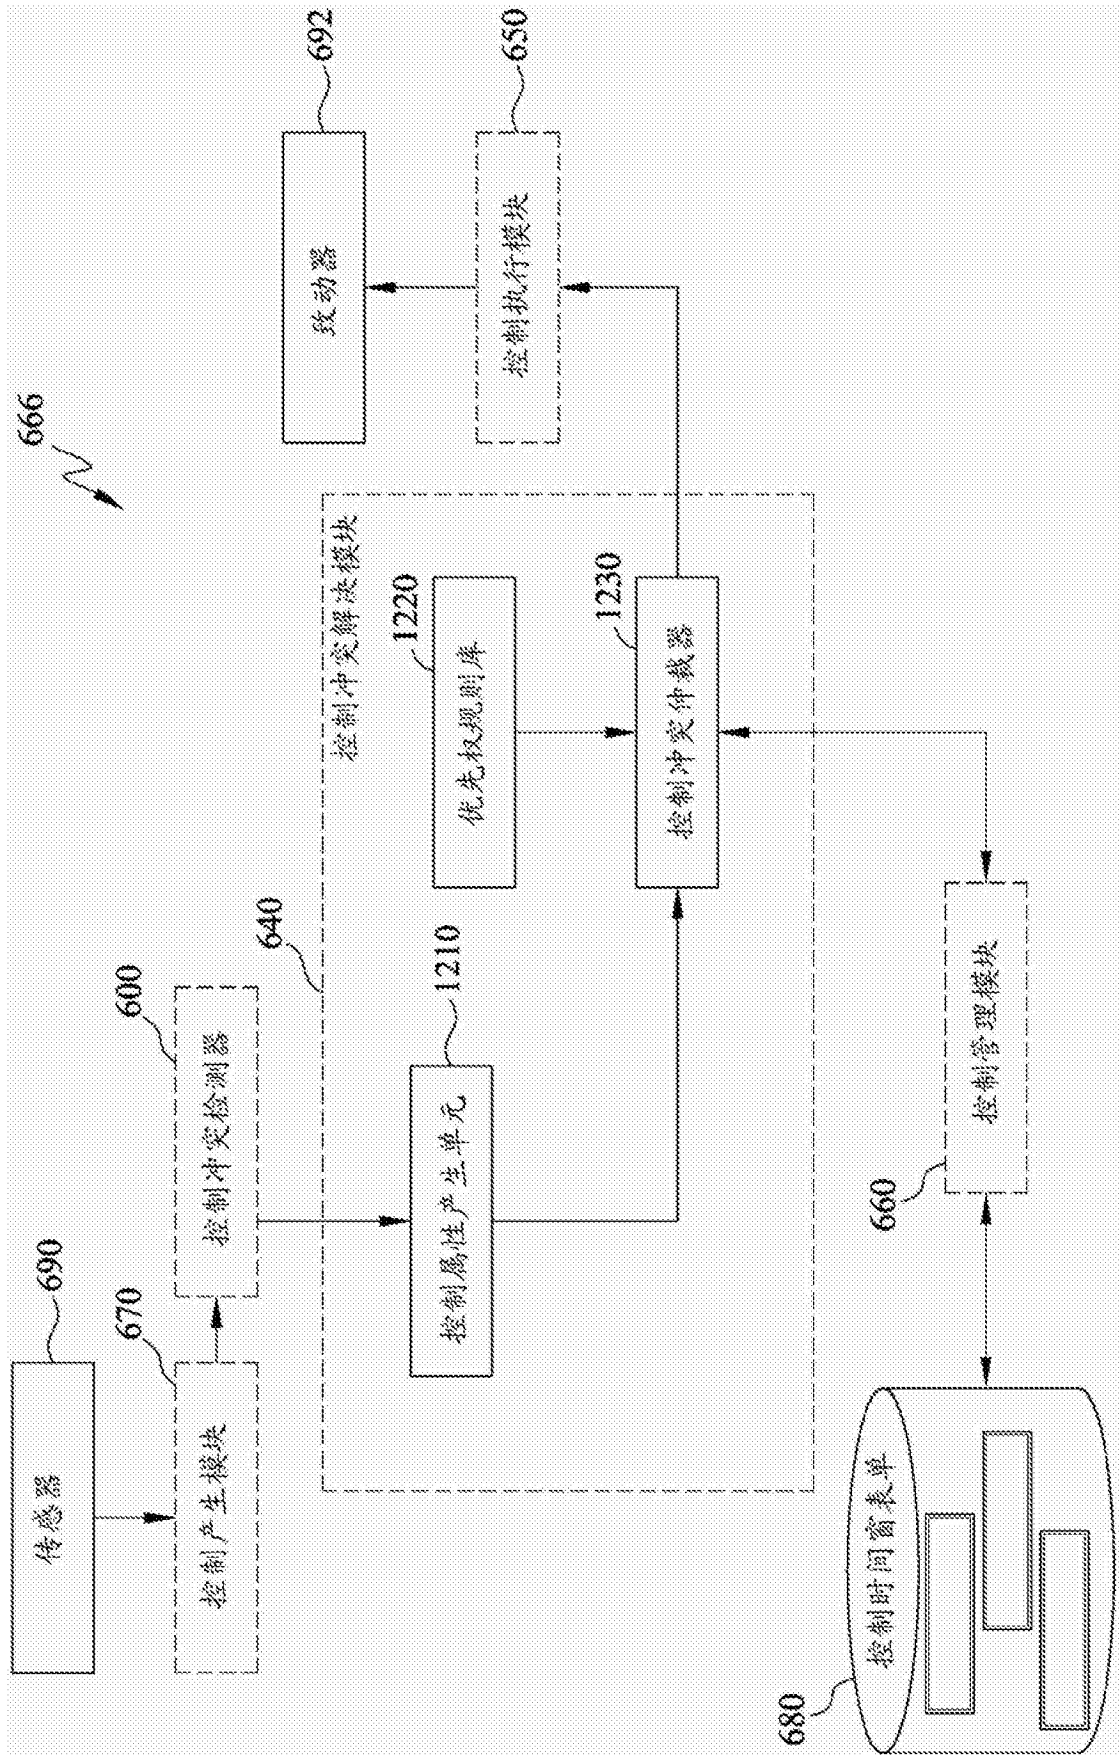 666
传感器
690
控制产生模块
670
控制冲突检测器
600
控制冲突解决模块
640
控制属性产生单元
1210
优先权规则库
1220
控制冲突仲裁器
1230
致动器
692
控制执行模块
650
控制管理模块
660
控制时间窗表单
680